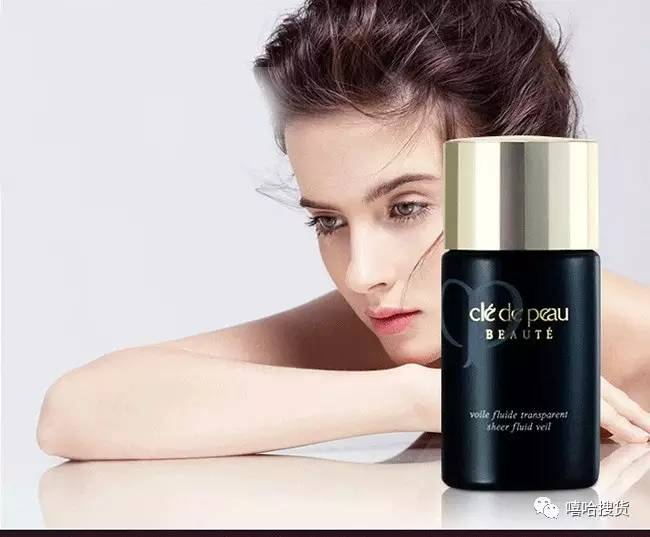 clé de peau
BEAUTÉ
voile fluide transparent
sheer fluid veil
嘻哈搜货